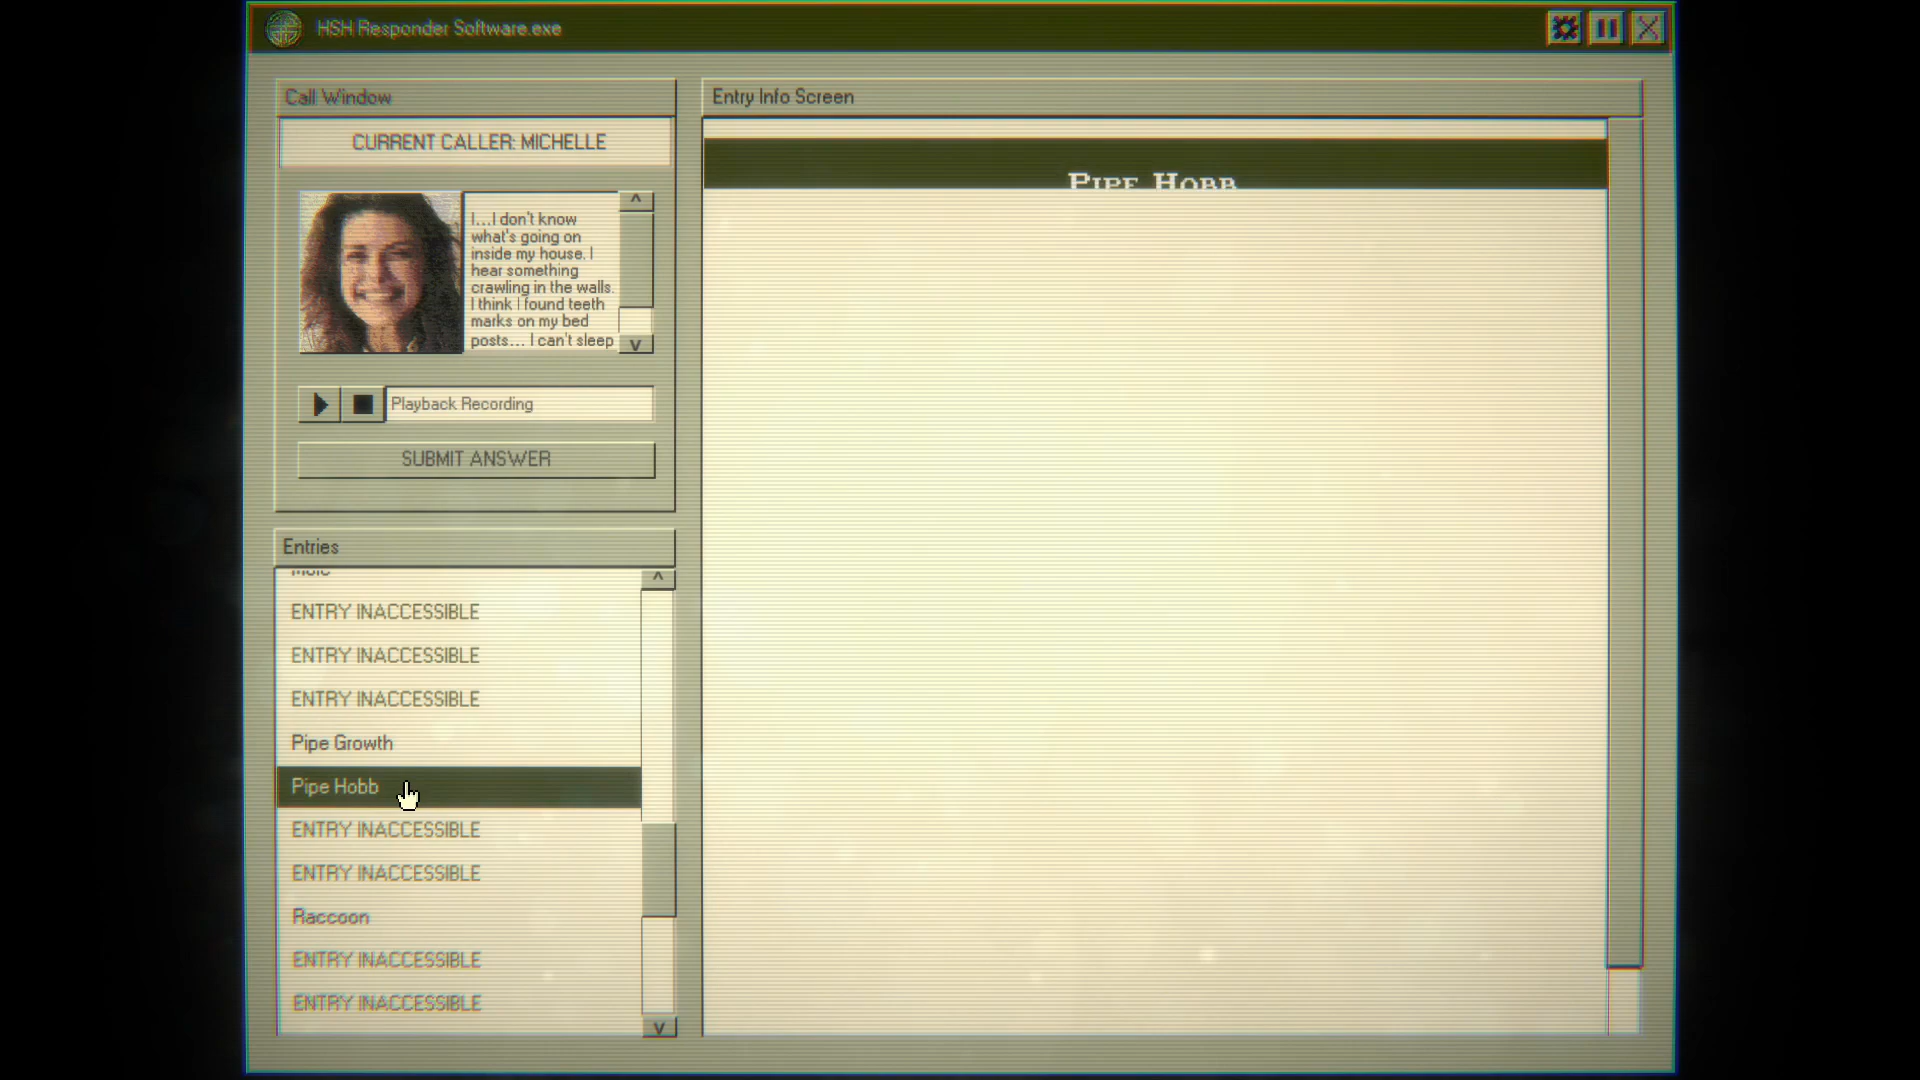 HSH Responder Software.exe
Call Window
CURRENT CALLER: MICHELLE
I...I don't know
what's going on
inside my house. I
hear something
crawling in the walls.
I think I found teeth
marks on my bed
posts... I can't sleep
Playback Recording
SUBMIT ANSWER
Entries
Mole
ENTRY INACCESSIBLE
ENTRY INACCESSIBLE
ENTRY INACCESSIBLE
Pipe Growth
Pipe Hobb
ENTRY INACCESSIBLE
ENTRY INACCESSIBLE
Raccoon
ENTRY INACCESSIBLE
ENTRY INACCESSIBLE
Entry Info Screen
PIPE HOBB